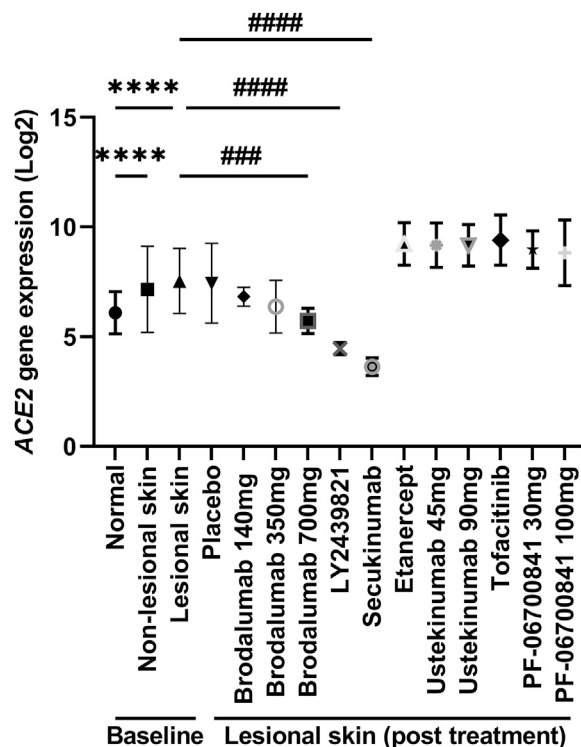 ####
**** ####
**** ###
ACE2 gene expression (Log2)
15
10
5
0
Normal
Non-lesional skin
Lesional skin
Placebo
Brodalumab 140mg
Brodalumab 350mg
Brodalumab 700mg
LY2439821
Secukinumab
Etanercept
Ustekinumab 45mg
Ustekinumab 90mg
Tofacitinib
PF-06700841 30mg
PF-06700841 100mg
Baseline
Lesional skin (post treatment)